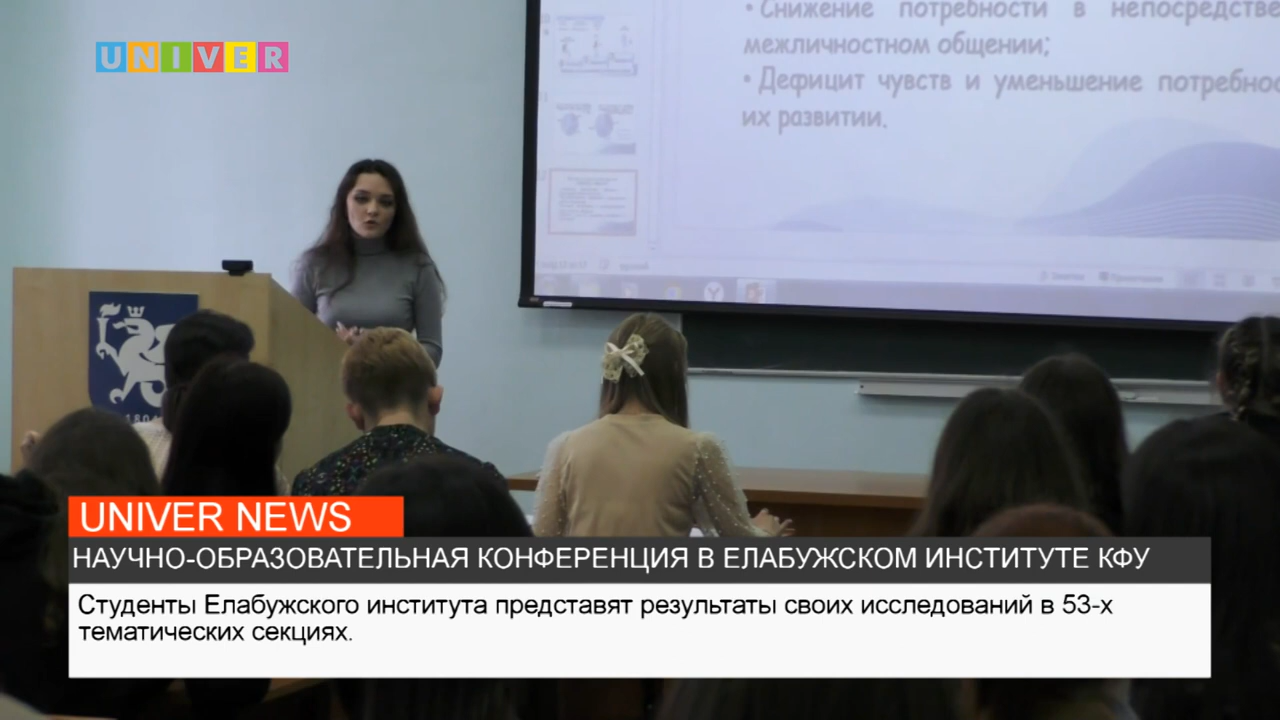 UNIVER
• Снижение потребности в непосредстве
межличностном общении;
• Дефицит чувств и уменьшение потребнос
их развитии.
UNIVER NEWS
НАУЧНО-ОБРАЗОВАТЕЛЬНАЯ КОНФЕРЕНЦИЯ В ЕЛАБУЖСКОМ ИНСТИТУТЕ КФУ
Студенты Елабужского института представят результаты своих исследований в 53-х
тематических секциях.